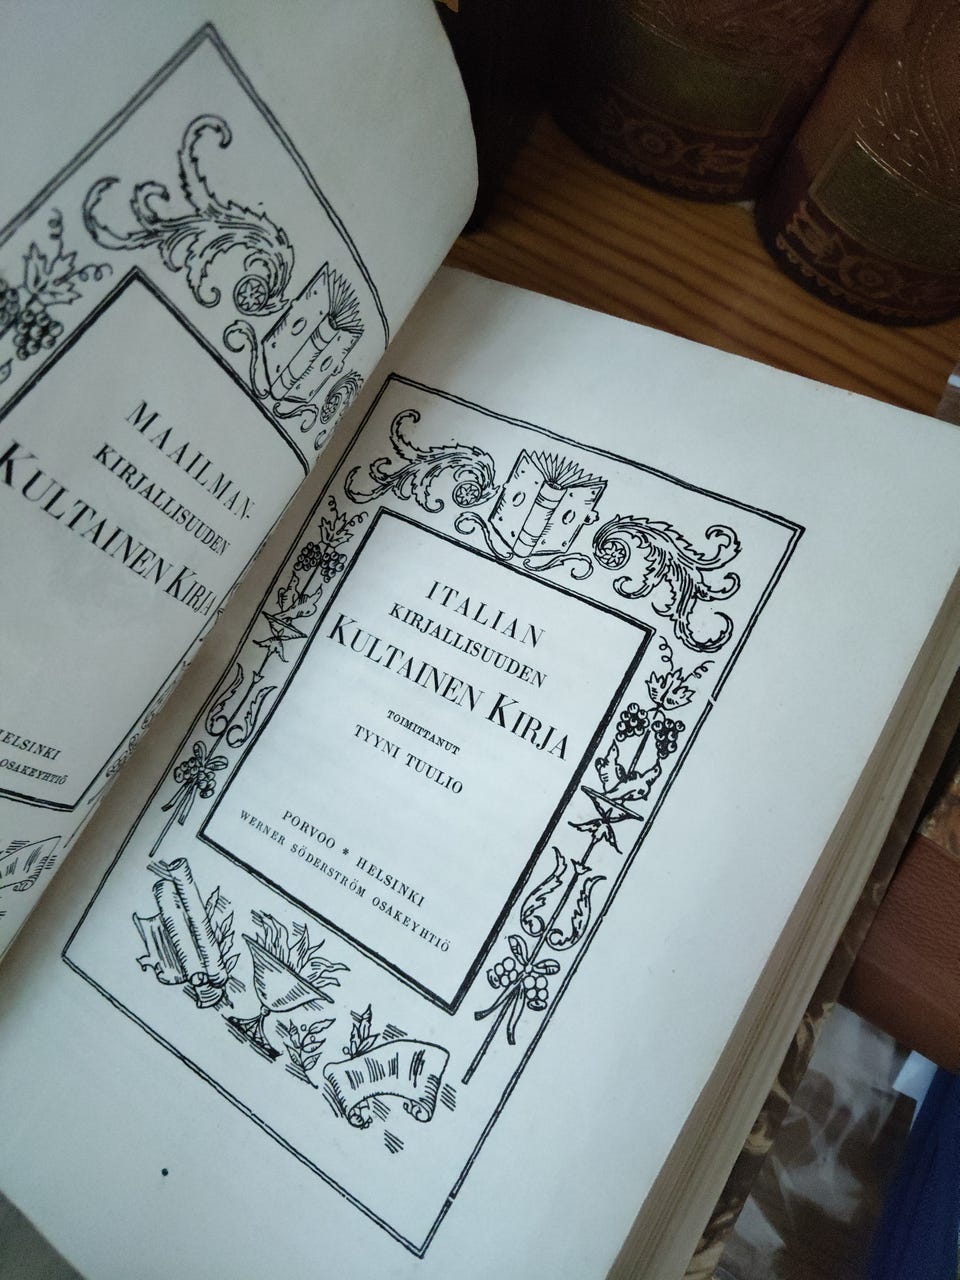 MAAILMAN-
KIRJALLISUUDEN
KULTAINEN KIRJA
HELSINKI
OSAKEYHTIÖ
ITALIAN
KIRJALLISUUDEN
KULTAINEN KIRJA
TOIMITTANUT
TYYNI TUULIO
PORVOO * HELSINKI
WERNER SÖDERSTRÖM OSAKEYHTIÖ